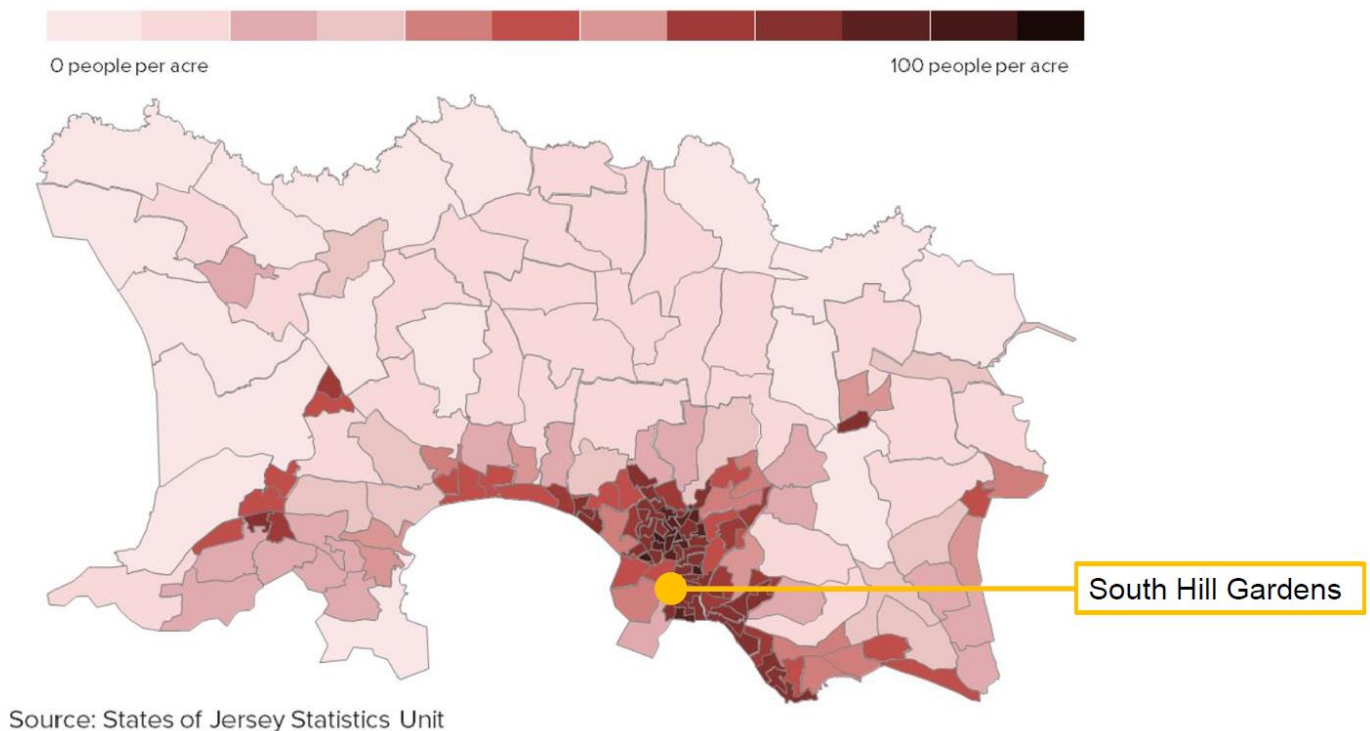 0 people per acre
100 people per acre
South Hill Gardens
Source: States of Jersey Statistics Unit